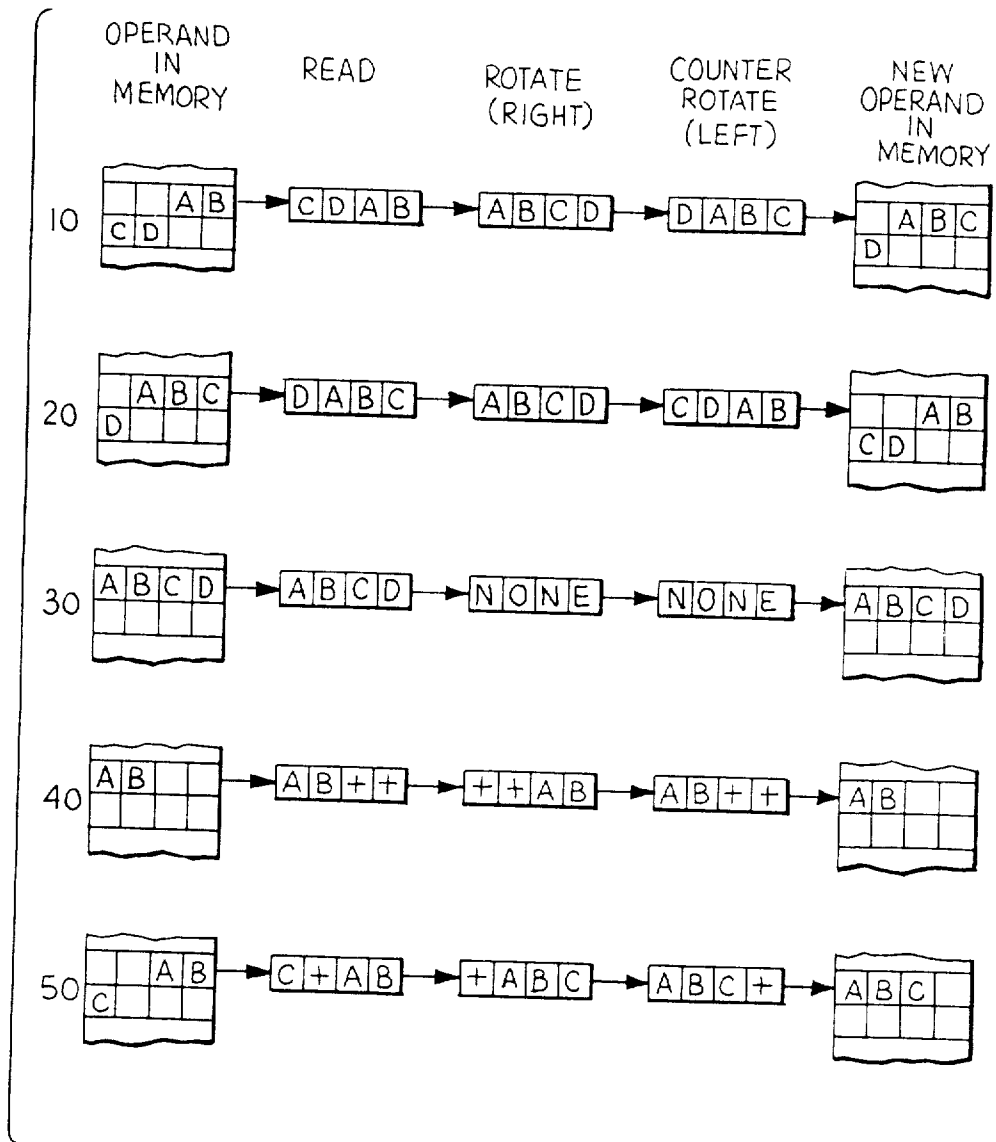 OPERAND
IN
MEMORY
READ
ROTATE
(RIGHT)
COUNTER
ROTATE
(LEFT)
NEW
OPERAND
IN
MEMORY
10
A B
C D
C D A B
A B C D
D A B C
A B C
D
20
A B C
D
D A B C
A B C D
C D A B
A B
C D
30
A B C D
A B C D
N O N E
N O N E
A B C D
40
A B
A B + +
+ + A B
A B + +
A B
50
A B
C
C + A B
+ A B C
A B C +
A B C